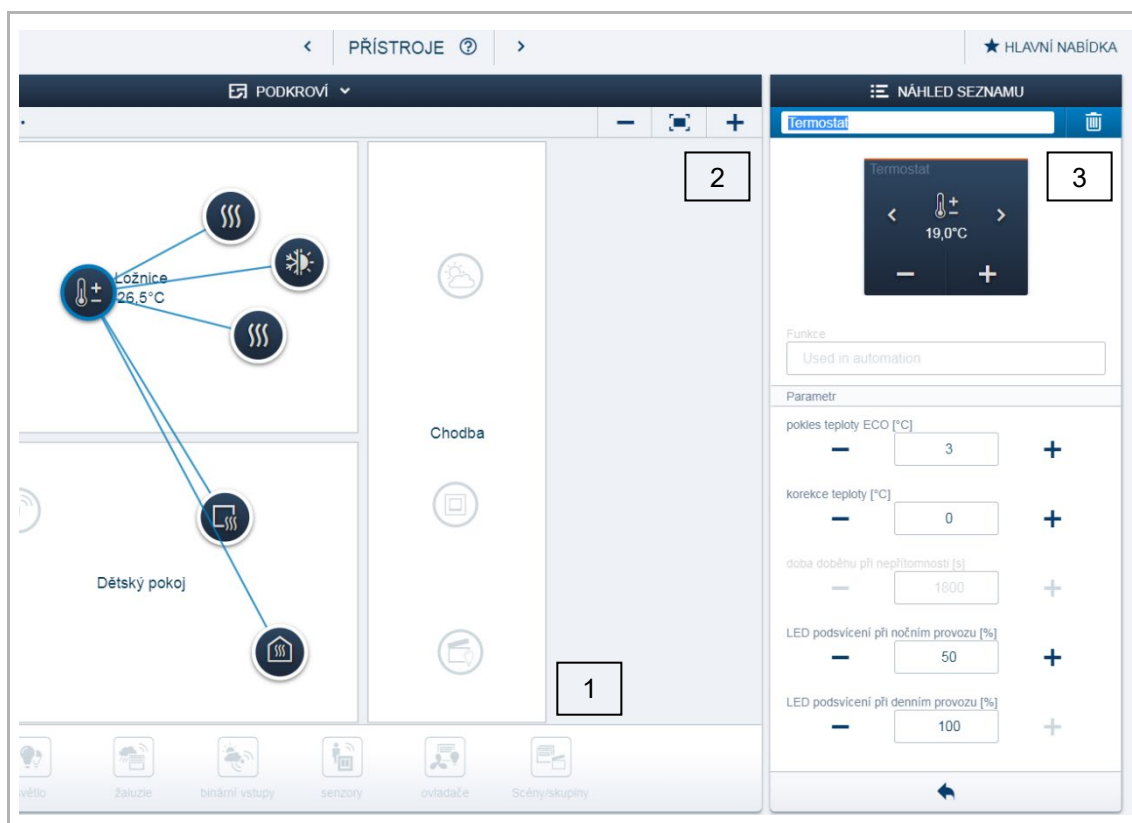 PŘÍSTROJE
HLAVNÍ NABÍDKA
PODKROVÍ
NÁHLED SEZNAMU
Termostat
2
3
Termostat
19,0°C
Ložnice
26,5°C
Funkce
Used in automation
Parametr
pokles teploty ECO [°C]
3
Chodba
korekce teploty [°C]
0
doba doběhu při nepřítomnosti [s]
1800
Dětský pokoj
LED podsvícení při nočním provozu [%]
50
1
LED podsvícení při denním provozu [%]
100
žaluzie
binární vstupy
senzory
ovladače
Scény/skupiny